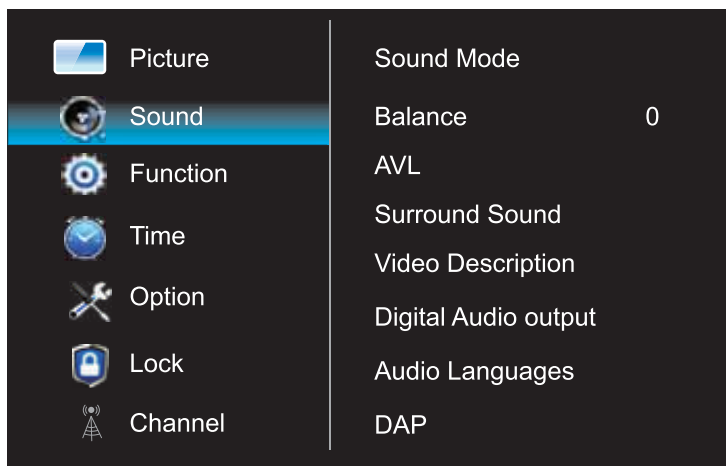 Picture
Sound
Function
Time
Option
Lock
Channel
Sound Mode
Balance 0
AVL
Surround Sound
Video Description
Digital Audio output
Audio Languages
DAP